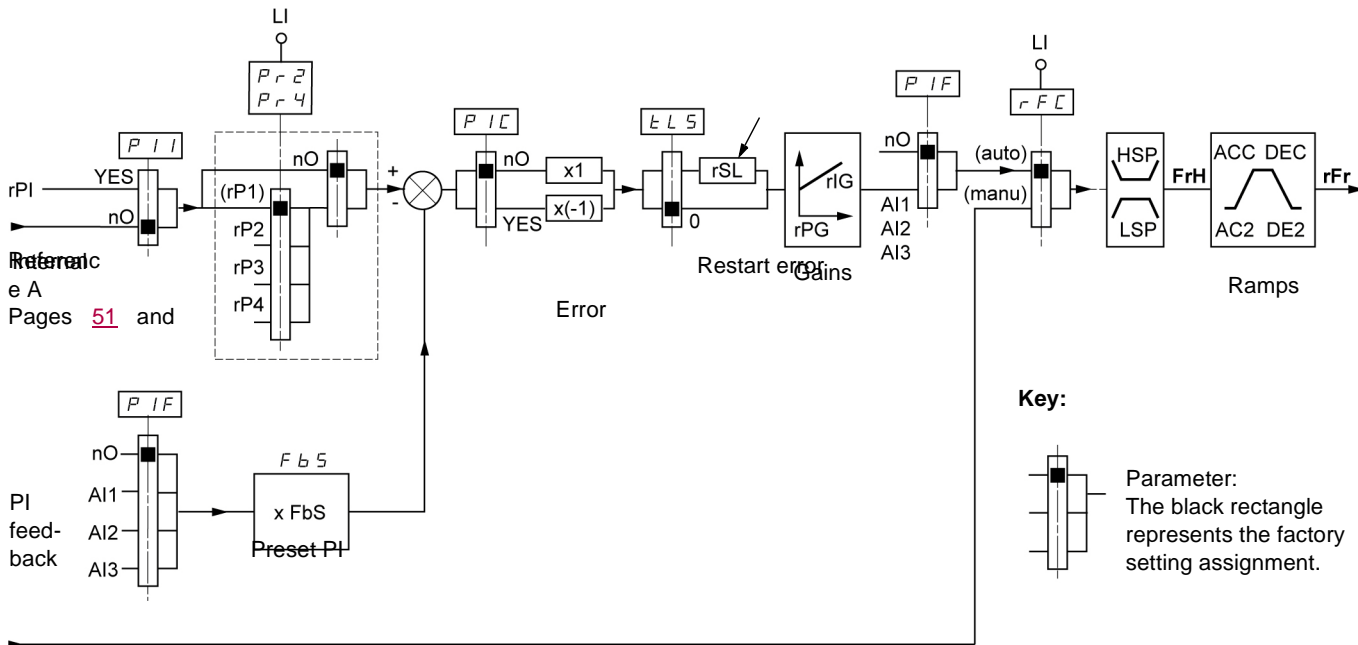 LI
Pr2
Pr4
PII
rPI
YES
nO
nO
(rP1)
rP2
rP3
rP4
+
-
PIC
nO
x1
YES
x(-1)
tLS
rSL
0
rIG
rPG
PIF
nO
AI1
AI2
AI3
LI
rFC
(auto)
(manu)
HSP
LSP
FrH
ACC DEC
AC2 DE2
rFr
Internal
Referenc
e A
Pages 51 and
Error
Restart error
Gains
Ramps
PIF
nO
AI1
AI2
AI3
PI
feed-
back
FbS
x FbS
Preset PI
Key:
Parameter:
The black rectangle
represents the factory
setting assignment.